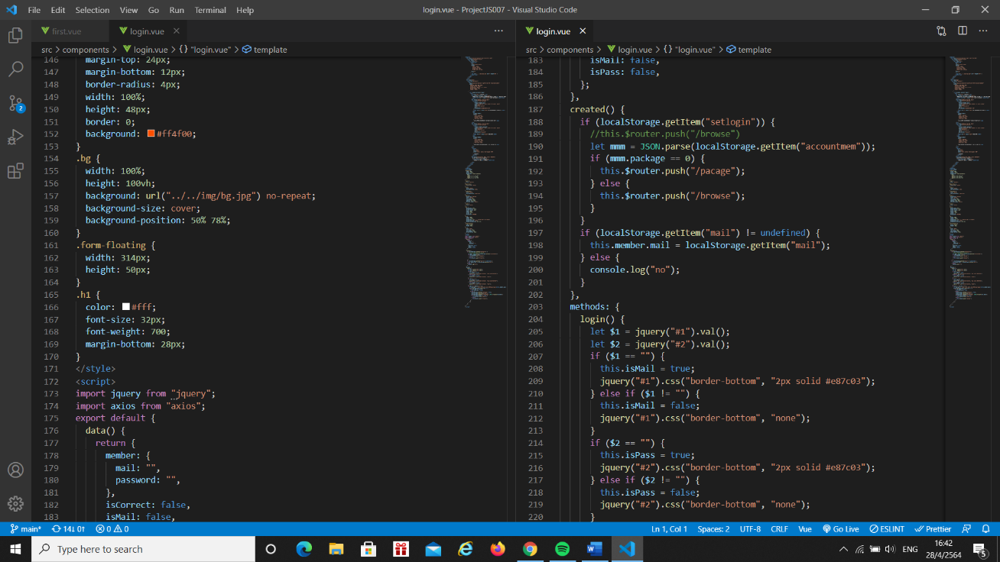 File Edit Selection View Go Run Terminal Help
login.vue - ProjectJS007 - Visual Studio Code
first.vue
login.vue
src > components > login.vue > {} "login.vue" > template
146 margin-top: 24px;
147 margin-bottom: 12px;
148 border-radius: 4px;
149 width: 100%;
150 height: 48px;
151 border: 0;
152 background: #ff4f00;
153 }
154 .bg {
155 width: 100%;
156 height: 100vh;
157 background: url("../../img/bg.jpg") no-repeat;
158 background-size: cover;
159 background-position: 50% 78%;
160 }
161 .form-floating {
162 width: 314px;
163 height: 50px;
164 }
165 .h1 {
166 color: #fff;
167 font-size: 32px;
168 font-weight: 700;
169 margin-bottom: 28px;
170 }
171 </style>
172 <script>
173 import jquery from "jquery";
174 import axios from "axios";
175 export default {
176 data() {
177 return {
178 member: {
179 mail: "",
180 password: "",
181 },
182 isCorrect: false,
183 isMail: false,
login.vue
src > components > login.vue > {} "login.vue" > template
183 isMail: false,
184 isPass: false,
185 };
186 },
187 created() {
188 if (localStorage.getItem("setlogin")) {
189 //this.$router.push("/browse")
190 let mmm = JSON.parse(localStorage.getItem("accountmem"));
191 if (mmm.package == 0) {
192 this.$router.push("/pacage");
193 } else {
194 this.$router.push("/browse");
195 }
196 }
197 if (localStorage.getItem("mail") != undefined) {
198 this.member.mail = localStorage.getItem("mail");
199 } else {
200 console.log("no");
201 }
202 },
203 methods: {
204 login() {
205 let $1 = jquery("#1").val();
206 let $2 = jquery("#2").val();
207 if ($1 == "") {
208 this.isMail = true;
209 jquery("#1").css("border-bottom", "2px solid #e87c03");
210 } else if ($1 != "") {
211 this.isMail = false;
212 jquery("#1").css("border-bottom", "none");
213 }
214 if ($2 == "") {
215 this.isPass = true;
216 jquery("#2").css("border-bottom", "2px solid #e87c03");
217 } else if ($2 != "") {
218 this.isPass = false;
219 jquery("#2").css("border-bottom", "none");
220 }
2
main* 14↓ 0↑ 0 0
Ln 1, Col 1 Spaces: 2 UTF-8 CRLF Vue Go Live ESLINT Prettier
Type here to search
ENG
16:42
28/4/2564
5